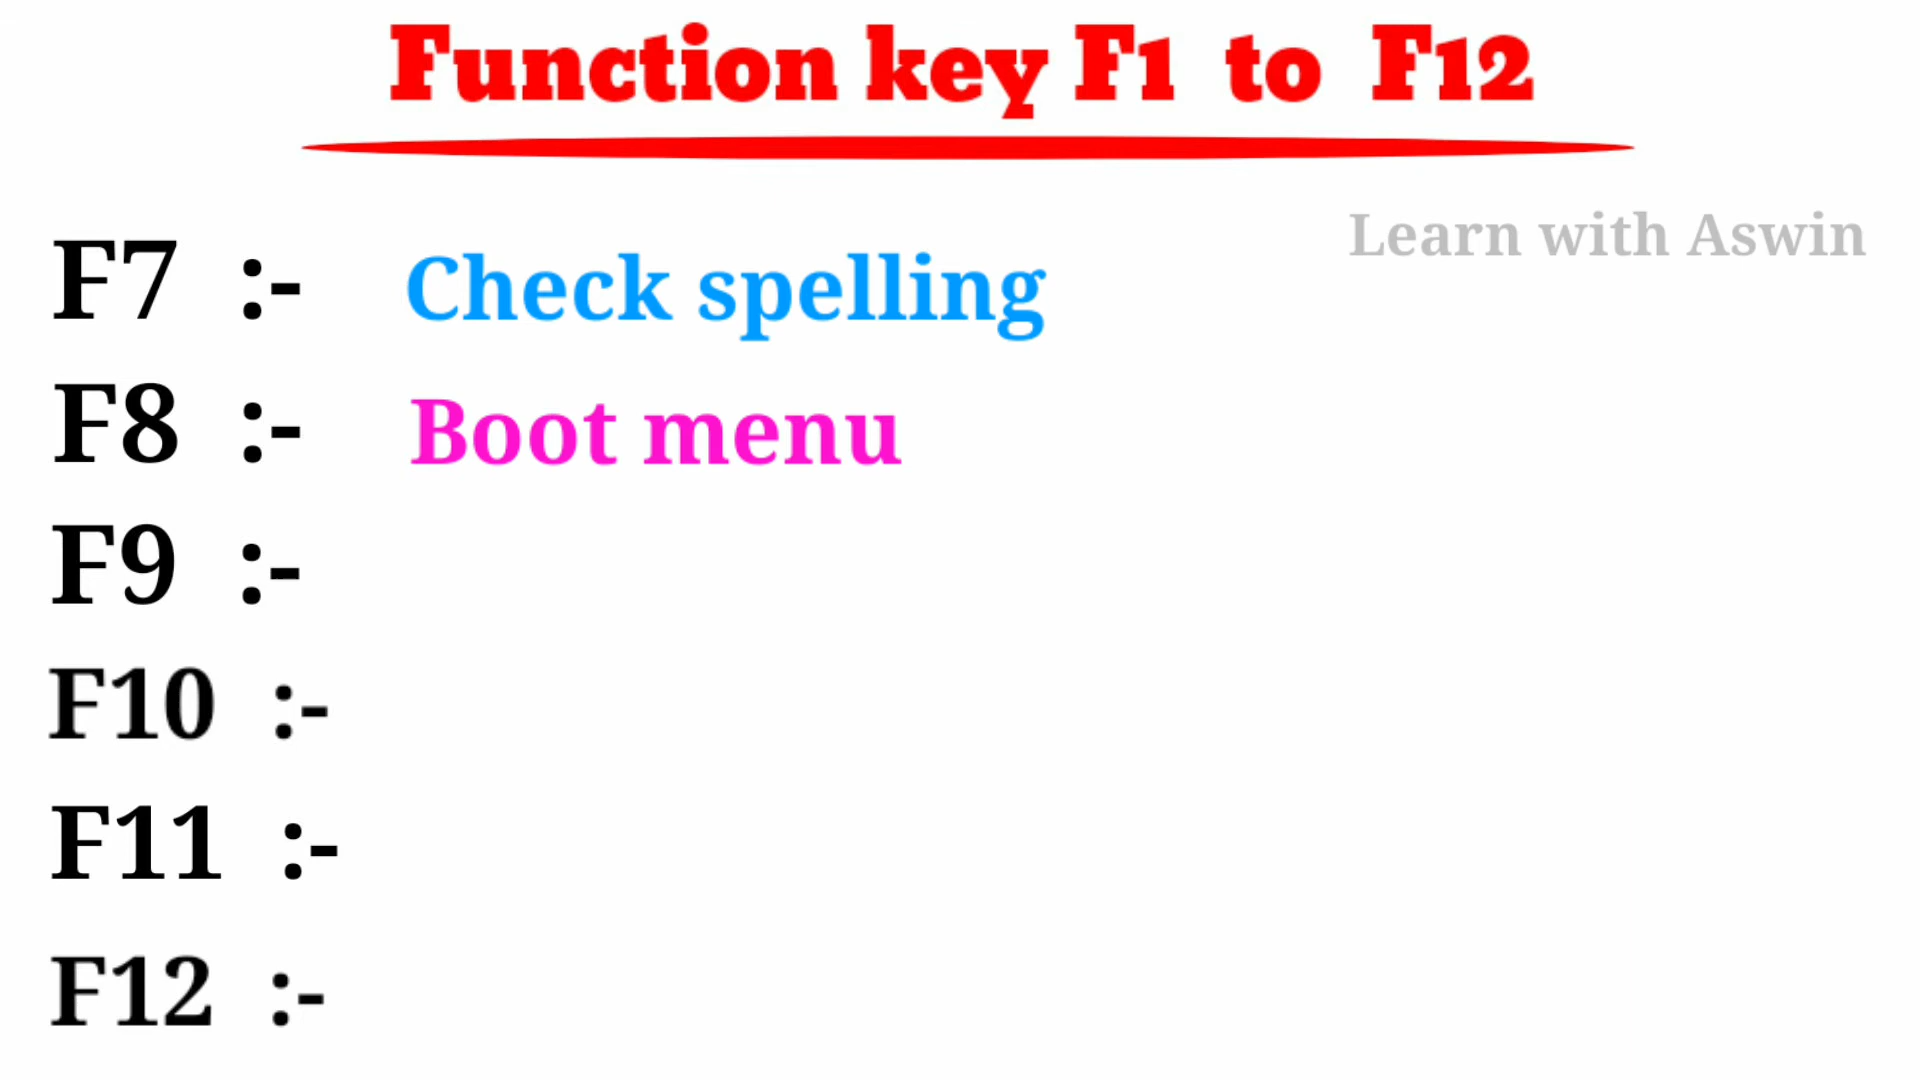 Function key F1 to F12
Learn with Aswin
F7 :- Check spelling
F8 :- Boot menu
F9 :-
F10 :-
F11 :-
F12 :-